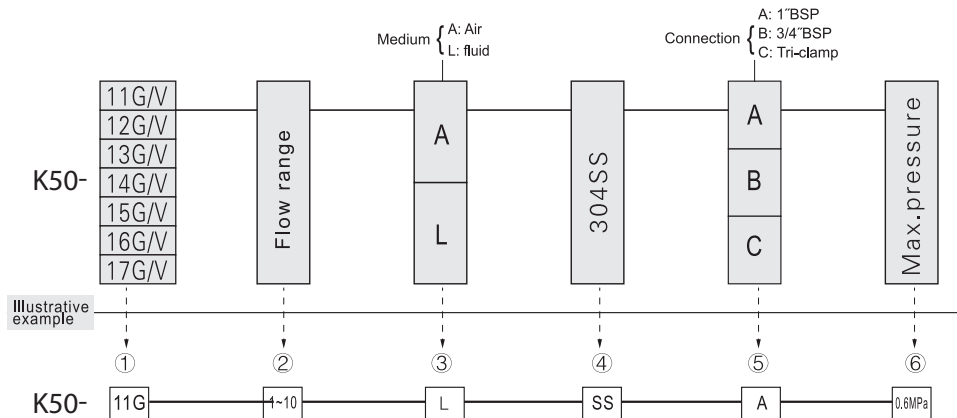 Medium { A: Air
L: fluid
Connection { A: 1"BSP
B: 3/4"BSP
C: Tri-clamp
K50-
11G/V
12G/V
13G/V
14G/V
15G/V
16G/V
17G/V
Flow range
A
L
304SS
A
B
C
Max.pressure
Illustrative
example
① ② ③ ④ ⑤ ⑥
K50- 11G 1~10 L SS A 0.6MPa